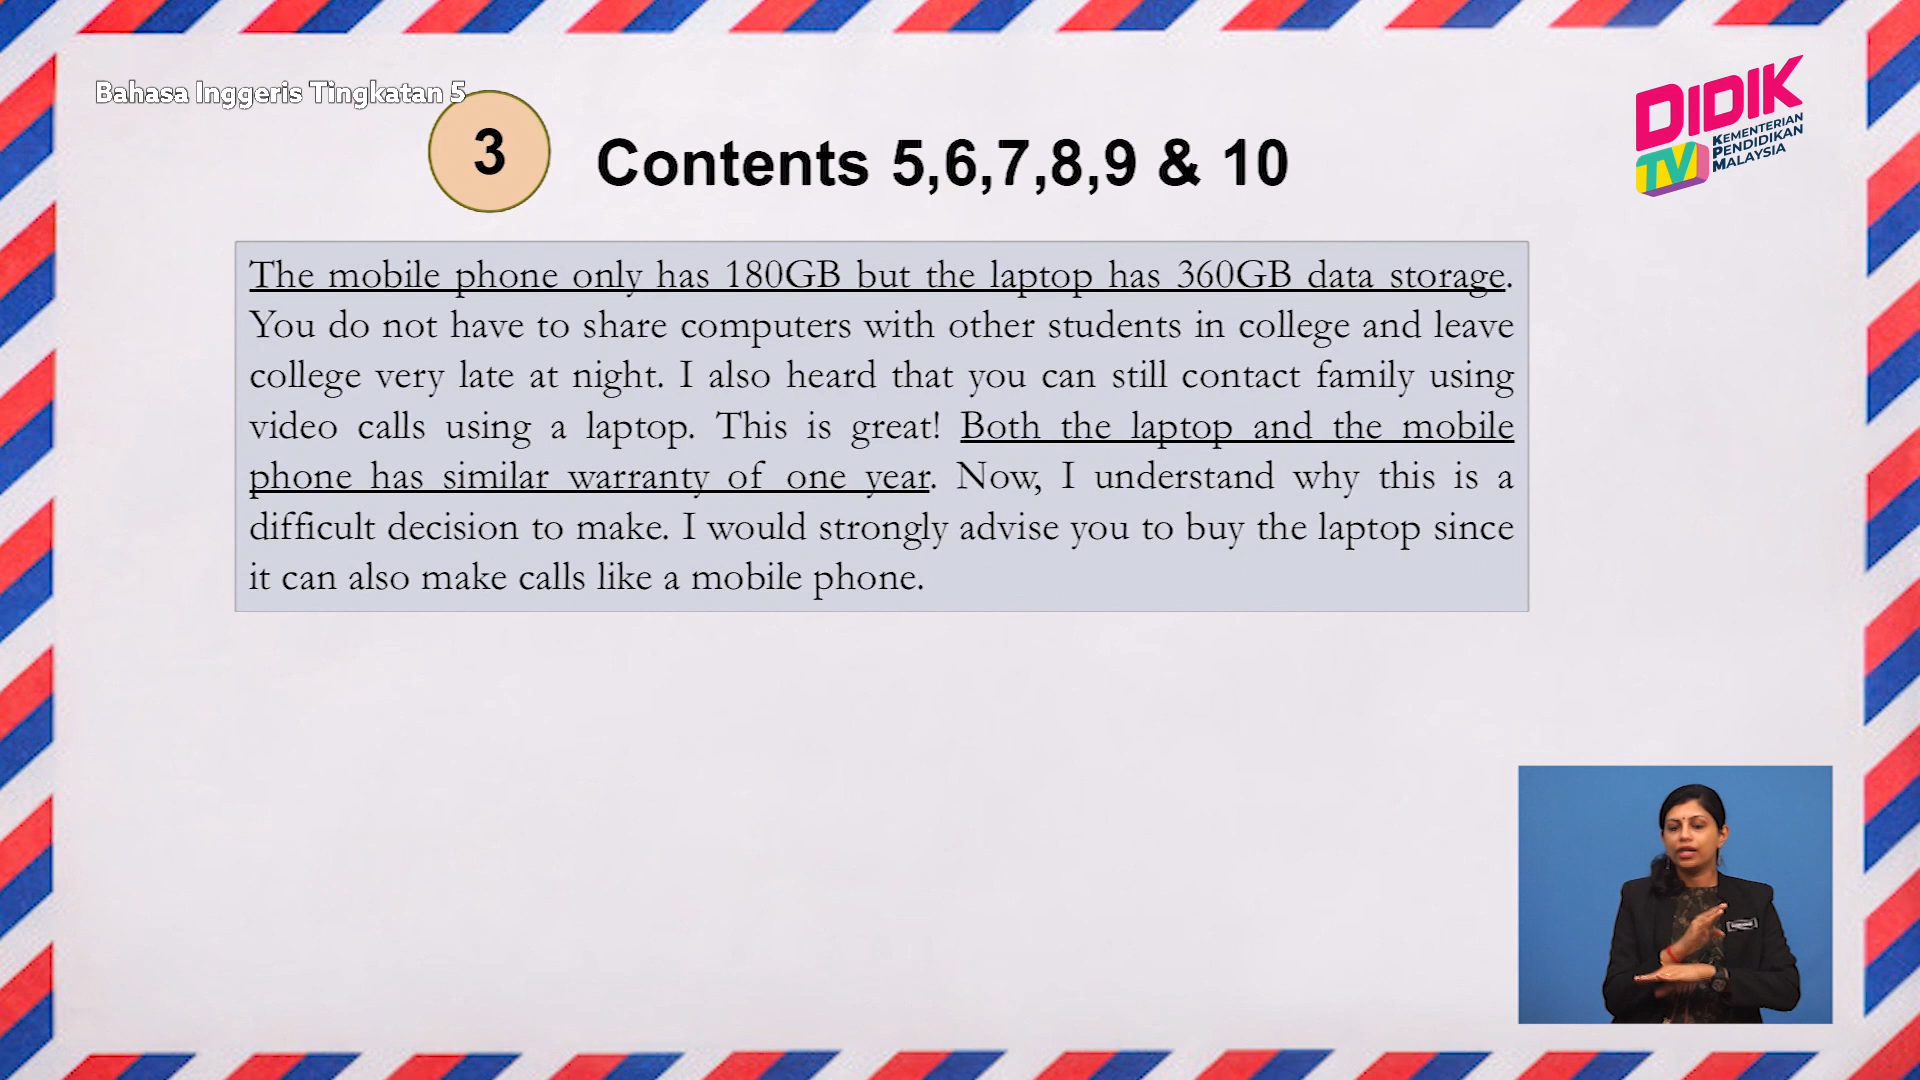 Bahasa Inggeris Tingkatan 5
3
Contents 5,6,7,8,9 & 10
DIDIK
TV
KEMENTERIAN
PENDIDIKAN
MALAYSIA
The mobile phone only has 180GB but the laptop has 360GB data storage.
You do not have to share computers with other students in college and leave
college very late at night. I also heard that you can still contact family using
video calls using a laptop. This is great! Both the laptop and the mobile
phone has similar warranty of one year. Now, I understand why this is a
difficult decision to make. I would strongly advise you to buy the laptop since
it can also make calls like a mobile phone.